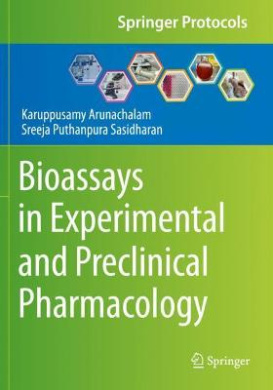 Springer Protocols
Karuppusamy Arunachalam
Sreeja Puthanpura Sasidharan
Bioassays
in Experimental
and Preclinical
Pharmacology
Springer